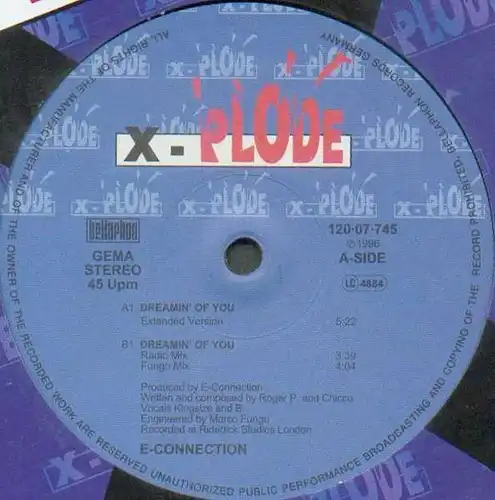 X-'PLÒDE
bellaphon
GEMA
STEREO
45 Upm
120·07·745
℗ 1996
A-SIDE
LC 4884
A1 DREAMIN' OF YOU
Extended Version 5:22
B1 DREAMIN' OF YOU
Radio Mix 3:39
Fungo Mix 4:04
Produced by E-Connection
Written and composed by Roger P. and Chicco
Vocals Kingsize and B.
Engineered by Marco Fungo
Recorded at Riderick Studios London
E-CONNECTION
ALL RIGHTS OF THE MANUFACTURER AND OF THE OWNER OF THE RECORDED WORK ARE RESERVED UNAUTHORIZED PUBLIC PERFORMANCE BROADCASTING AND COPYING OF THE RECORD PROHIBITED. BELLAPHON RECORDS GERMANY